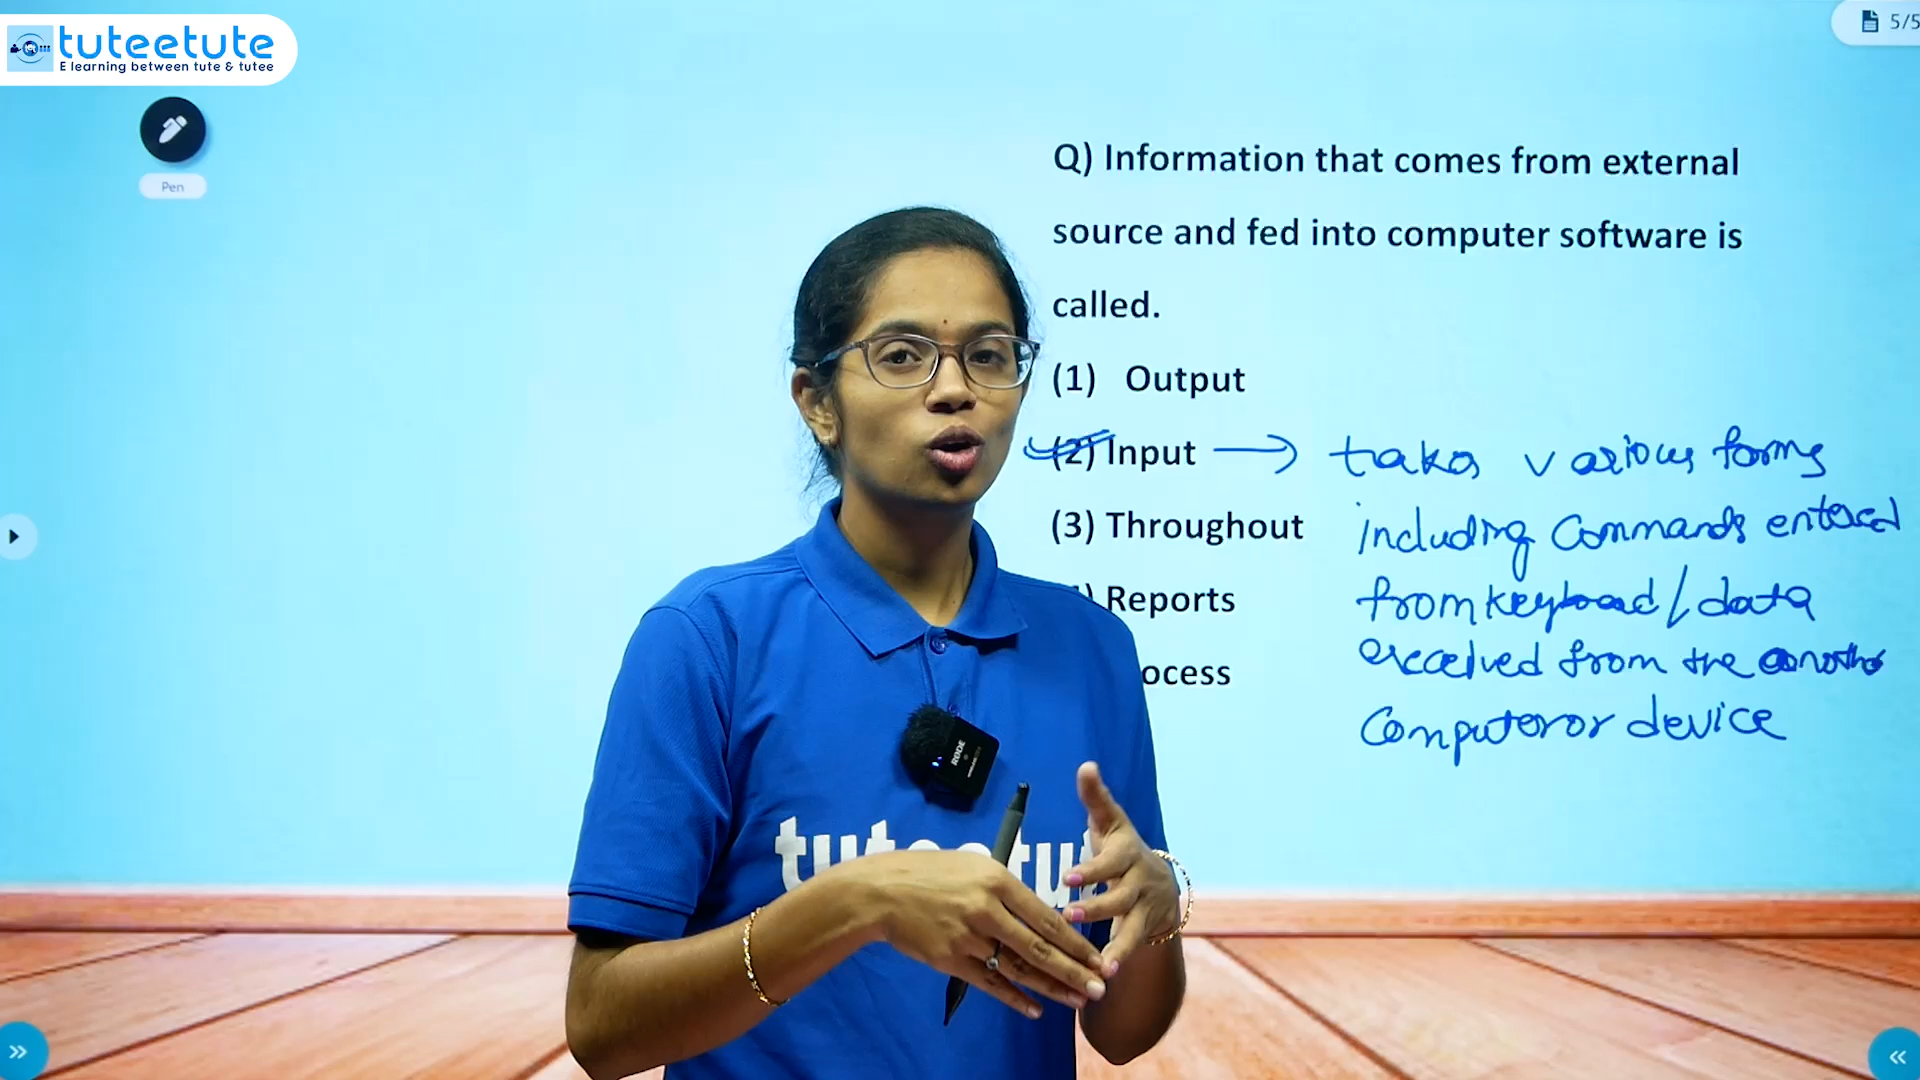 tuteetute
E learning between tute & tutee
5/5
Pen
Q) Information that comes from external
source and fed into computer software is
called.
(1) Output
(2) Input → takes various forms
(3) Throughout including Commands entered
Reports from keyboard / data
ocess received from the another
Computer or device
RODE
tuteetut